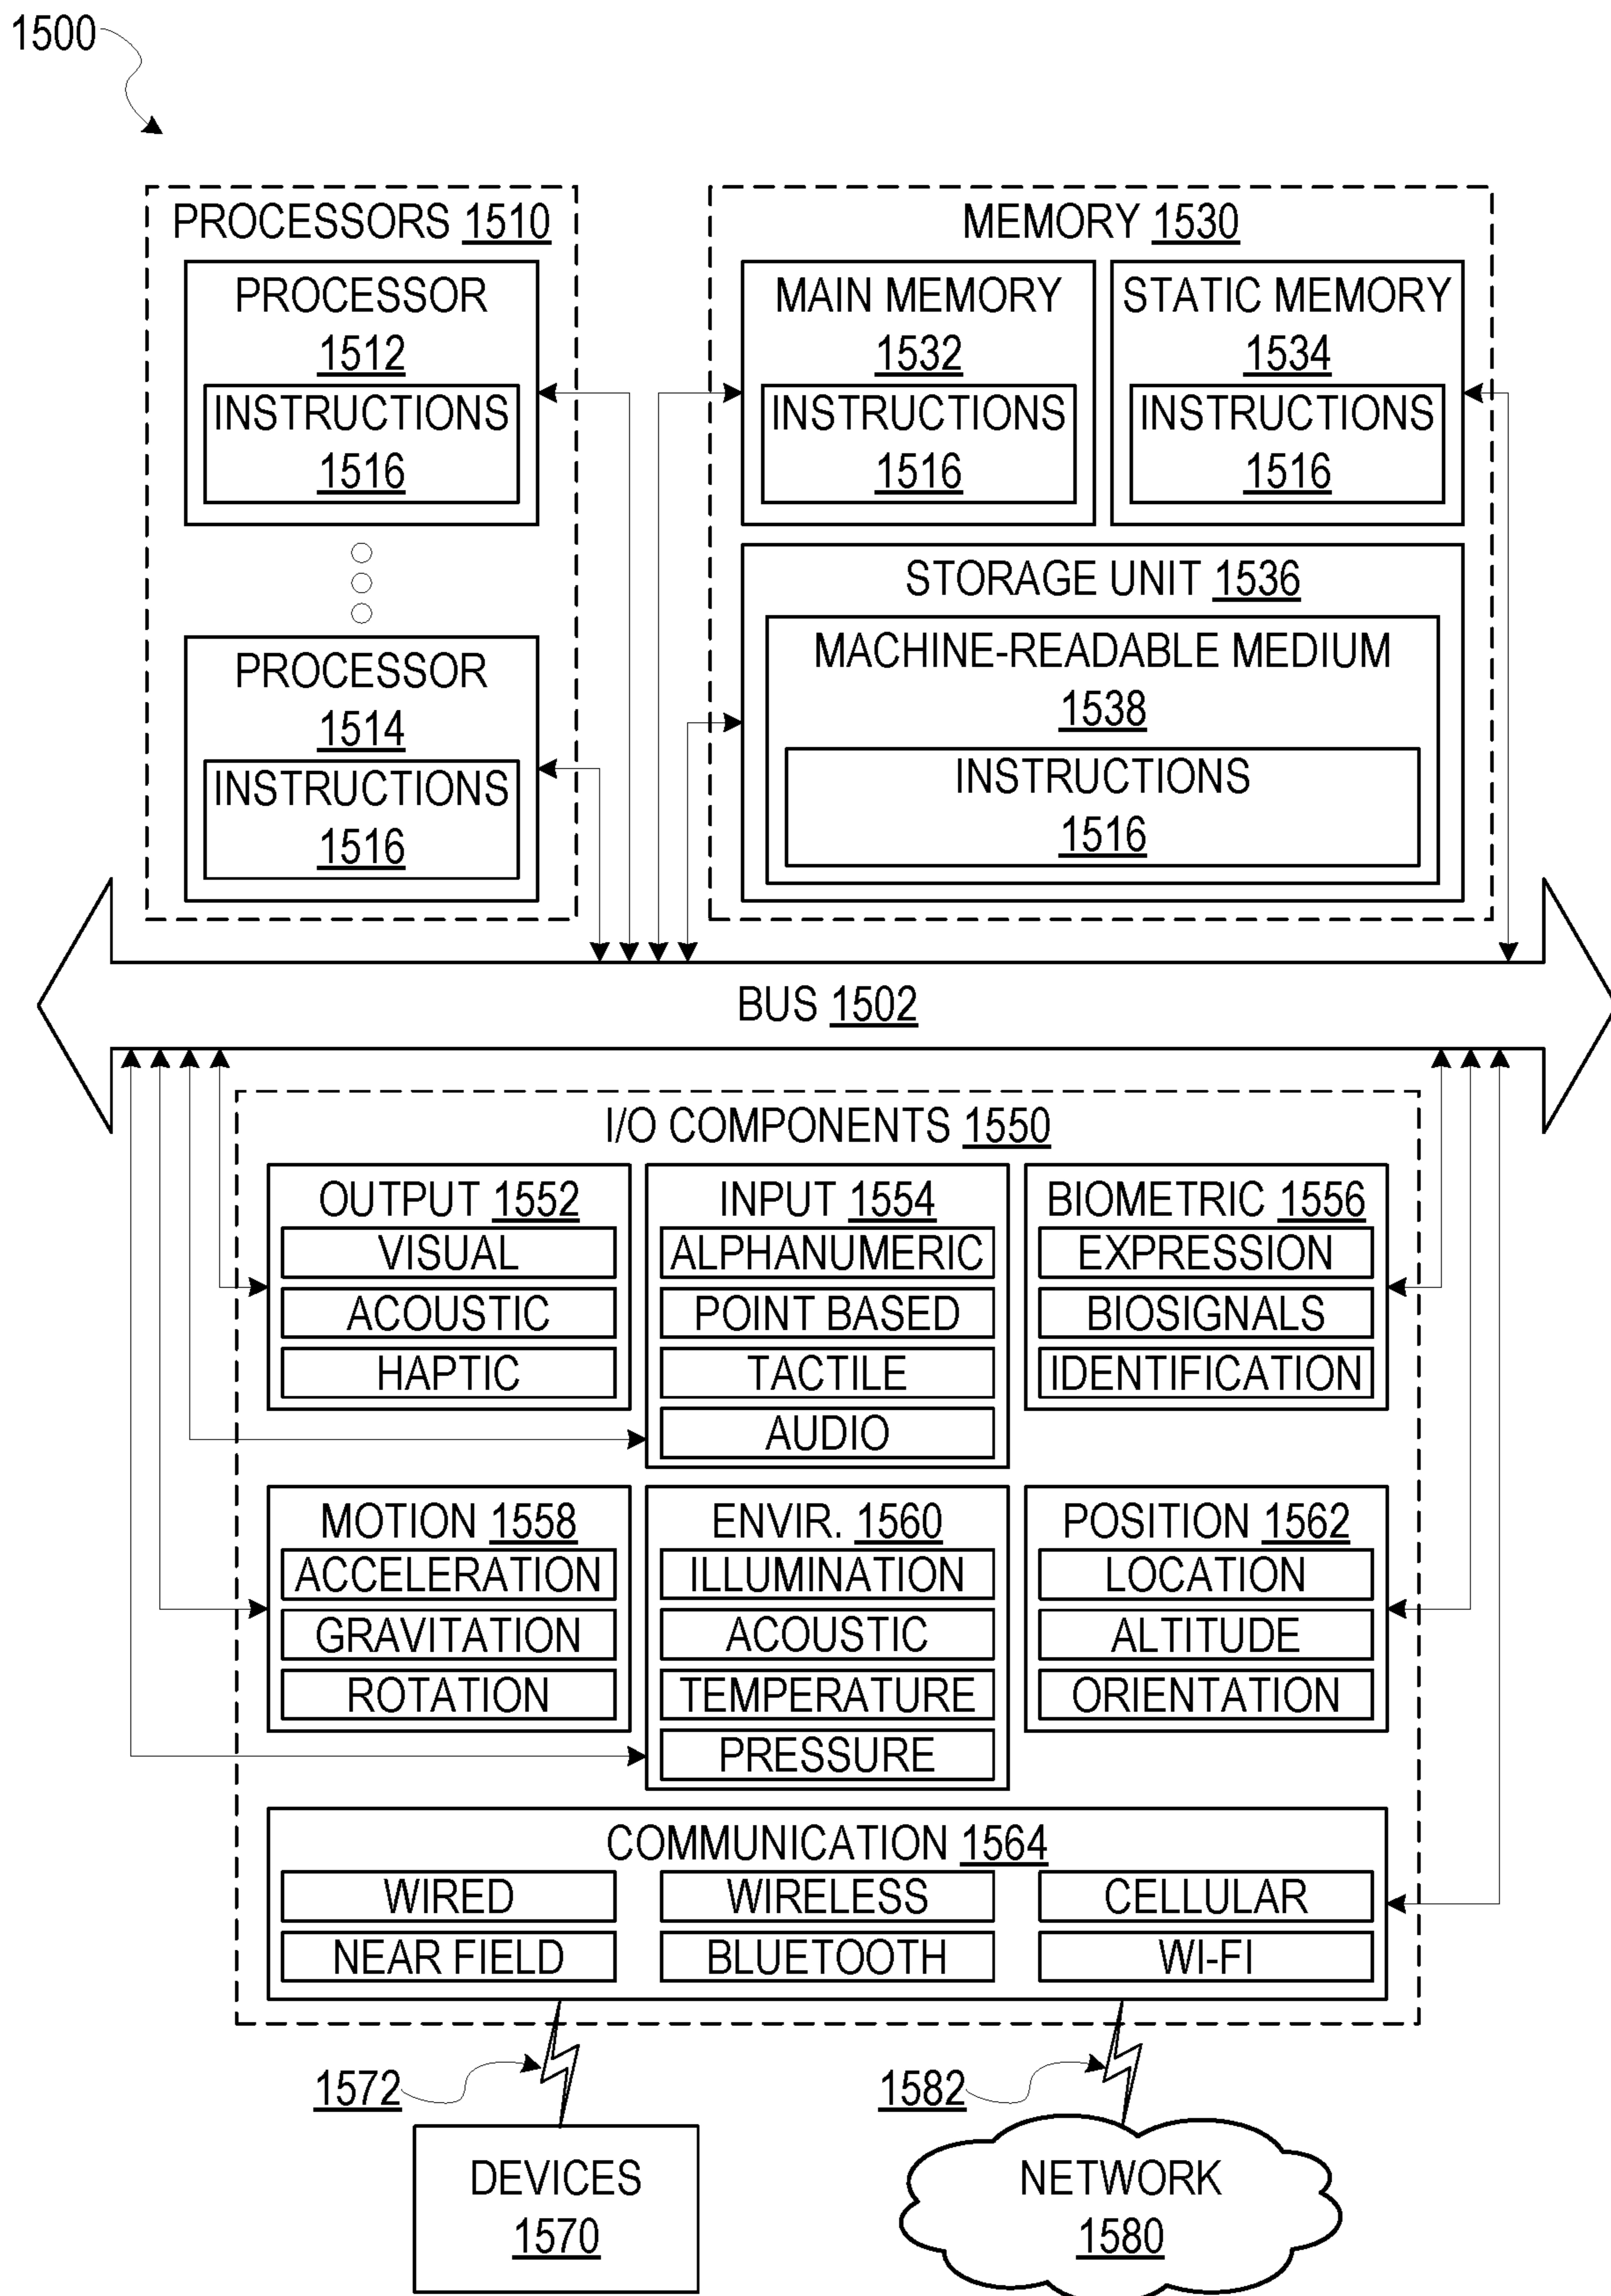 1500
PROCESSORS 1510
PROCESSOR
1512
INSTRUCTIONS
1516
PROCESSOR
1514
INSTRUCTIONS
1516
MEMORY 1530
MAIN MEMORY
1532
INSTRUCTIONS
1516
STATIC MEMORY
1534
INSTRUCTIONS
1516
STORAGE UNIT 1536
MACHINE-READABLE MEDIUM
1538
INSTRUCTIONS
1516
BUS 1502
I/O COMPONENTS 1550
OUTPUT 1552
VISUAL
ACOUSTIC
HAPTIC
INPUT 1554
ALPHANUMERIC
POINT BASED
TACTILE
AUDIO
BIOMETRIC 1556
EXPRESSION
BIOSIGNALS
IDENTIFICATION
MOTION 1558
ACCELERATION
GRAVITATION
ROTATION
ENVIR. 1560
ILLUMINATION
ACOUSTIC
TEMPERATURE
PRESSURE
POSITION 1562
LOCATION
ALTITUDE
ORIENTATION
COMMUNICATION 1564
WIRED
WIRELESS
CELLULAR
NEAR FIELD
BLUETOOTH
WI-FI
1572
1582
DEVICES
1570
NETWORK
1580